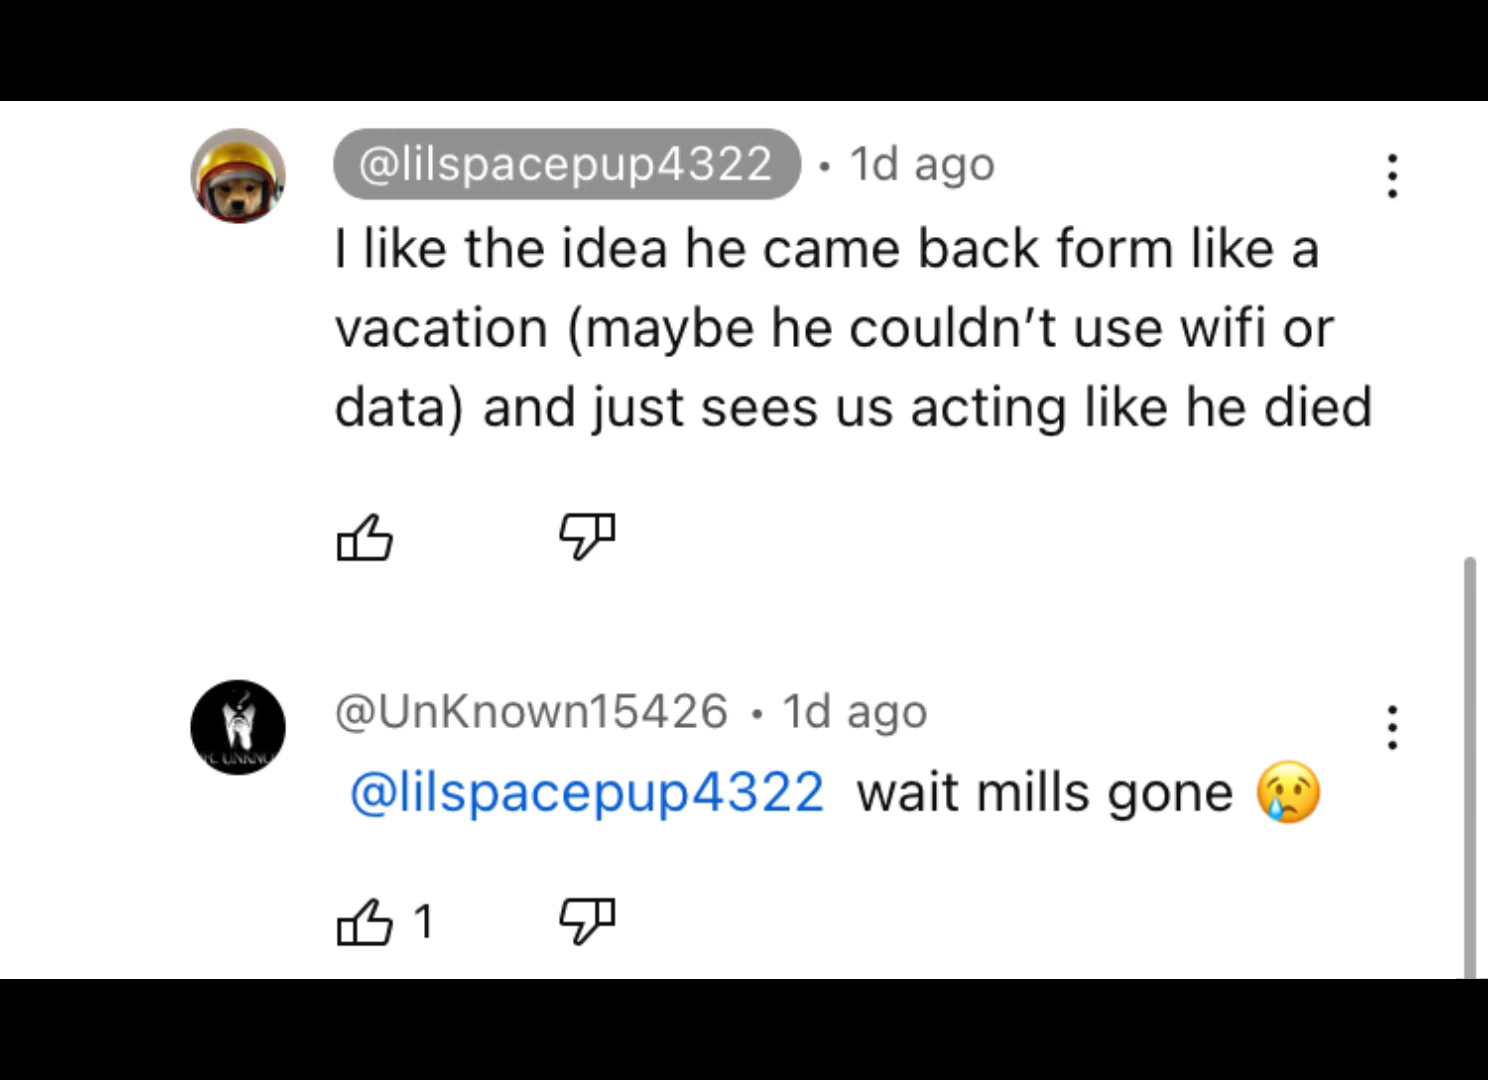 @lilspacepup4322 • 1d ago
I like the idea he came back form like a
vacation (maybe he couldn’t use wifi or
data) and just sees us acting like he died
@UnKnown15426 • 1d ago
@lilspacepup4322 wait mills gone 😢
1